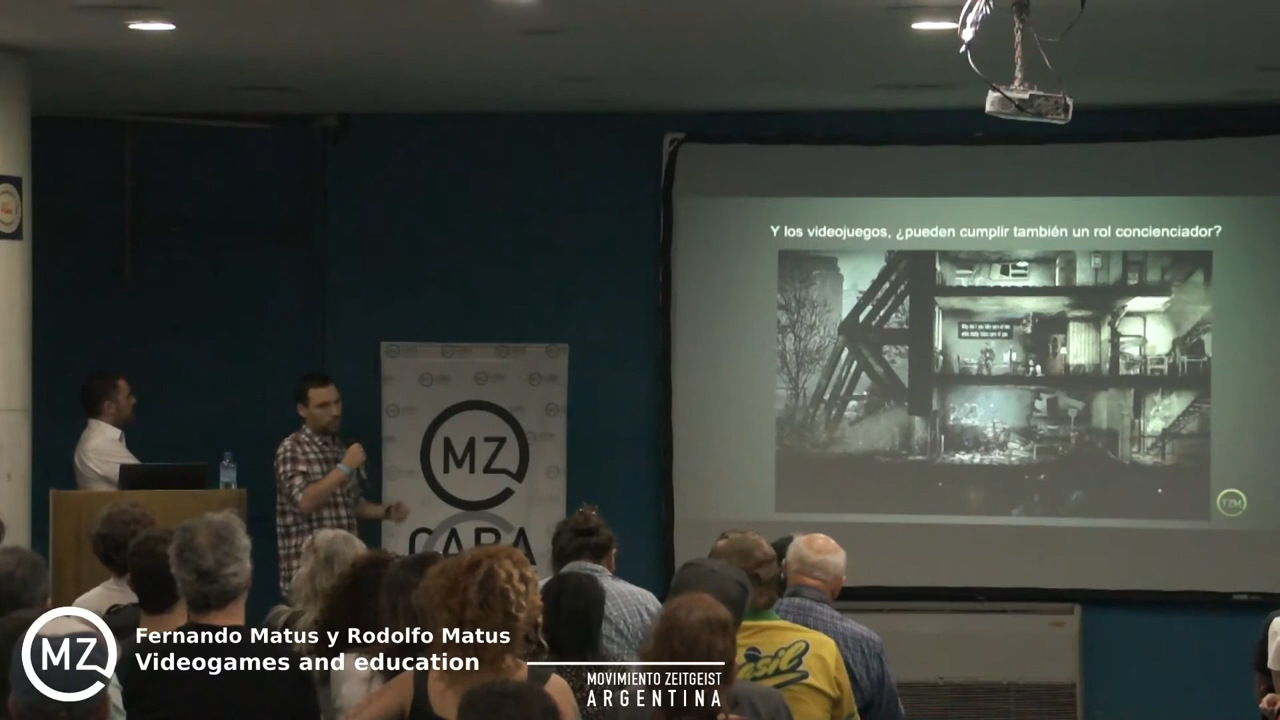 Y los videojuegos, ¿pueden cumplir también un rol concienciador?
TZM
MZ
CABA
Brasil
MZ
Fernando Matus y Rodolfo Matus
Videogames and education
MOVIMIENTO ZEITGEIST
ARGENTINA